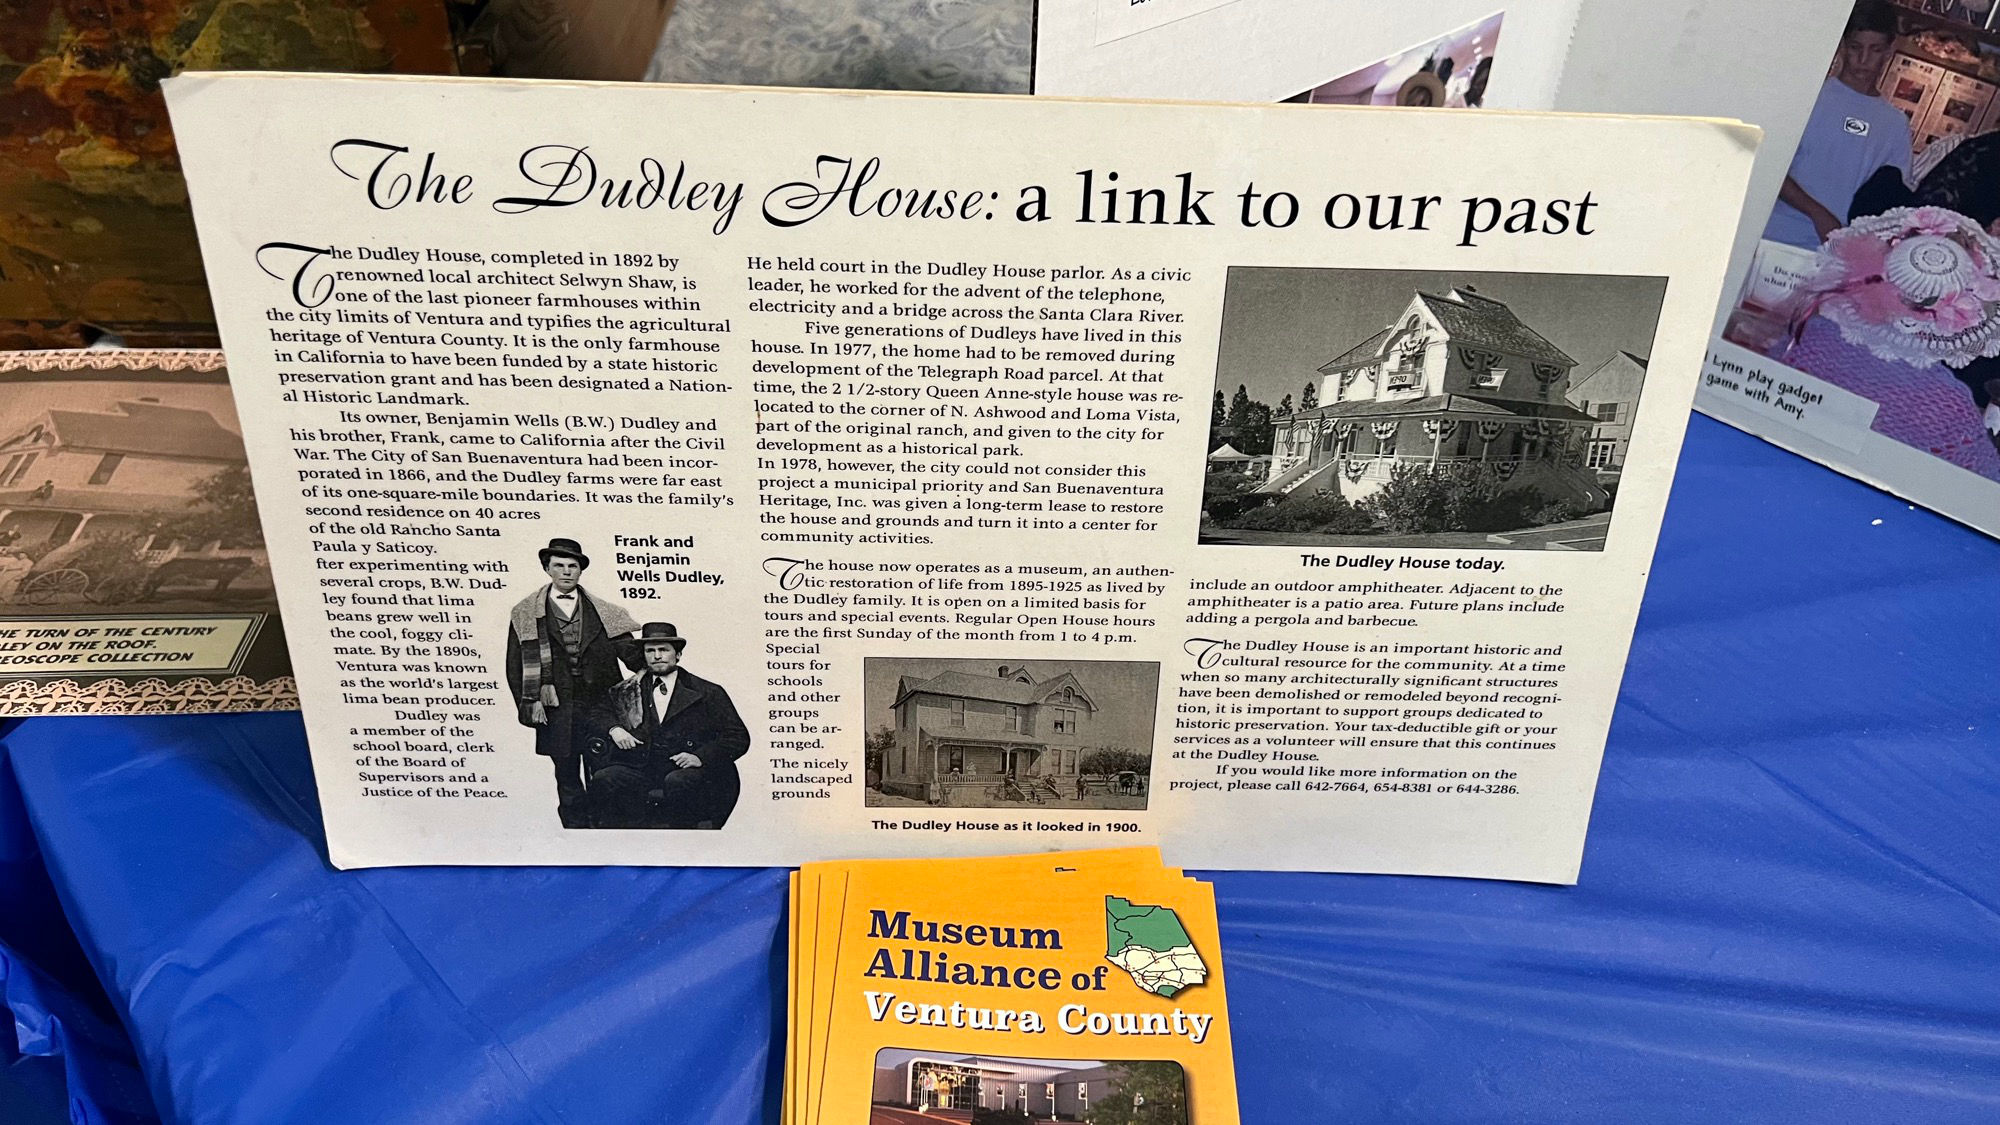 The Dudley House: a link to our past
The Dudley House, completed in 1892 by
renowned local architect Selwyn Shaw, is
one of the last pioneer farmhouses within
the city limits of Ventura and typifies the agricultural
heritage of Ventura County. It is the only farmhouse
in California to have been funded by a state historic
preservation grant and has been designated a Nation-
al Historic Landmark.
Its owner, Benjamin Wells (B.W.) Dudley and
his brother, Frank, came to California after the Civil
War. The City of San Buenaventura had been incor-
porated in 1866, and the Dudley farms were far east
of its one-square-mile boundaries. It was the family's
second residence on 40 acres
of the old Rancho Santa
Paula y Saticoy.
fter experimenting with
several crops, B.W. Dud-
ley found that lima
beans grew well in
the cool, foggy cli-
mate. By the 1890s,
Ventura was known
as the world's largest
lima bean producer.
Dudley was
a member of the
school board, clerk
of the Board of
Supervisors and a
Justice of the Peace.
Frank and
Benjamin
Wells Dudley,
1892.
He held court in the Dudley House parlor. As a civic
leader, he worked for the advent of the telephone,
electricity and a bridge across the Santa Clara River.
Five generations of Dudleys have lived in this
house. In 1977, the home had to be removed during
development of the Telegraph Road parcel. At that
time, the 2 1/2-story Queen Anne-style house was re-
located to the corner of N. Ashwood and Loma Vista,
part of the original ranch, and given to the city for
development as a historical park.
In 1978, however, the city could not consider this
project a municipal priority and San Buenaventura
Heritage, Inc. was given a long-term lease to restore
the house and grounds and turn it into a center for
community activities.
The house now operates as a museum, an authen-
tic restoration of life from 1895-1925 as lived by
the Dudley family. It is open on a limited basis for
tours and special events. Regular Open House hours
are the first Sunday of the month from 1 to 4 p.m.
Special
tours for
schools
and other
groups
can be ar-
ranged.
The nicely
landscaped
grounds
The Dudley House as it looked in 1900.
The Dudley House today.
include an outdoor amphitheater. Adjacent to the
amphitheater is a patio area. Future plans include
adding a pergola and barbecue.
The Dudley House is an important historic and
cultural resource for the community. At a time
when so many architecturally significant structures
have been demolished or remodeled beyond recogni-
tion, it is important to support groups dedicated to
historic preservation. Your tax-deductible gift or your
services as a volunteer will ensure that this continues
at the Dudley House.
If you would like more information on the
project, please call 642-7664, 654-8381 or 644-3286.
HE TURN OF THE CENTURY
LEY ON THE ROOF.
EOSCOPE COLLECTION
Lynn play gadget
game with Amy.
Museum
Alliance of
Ventura County